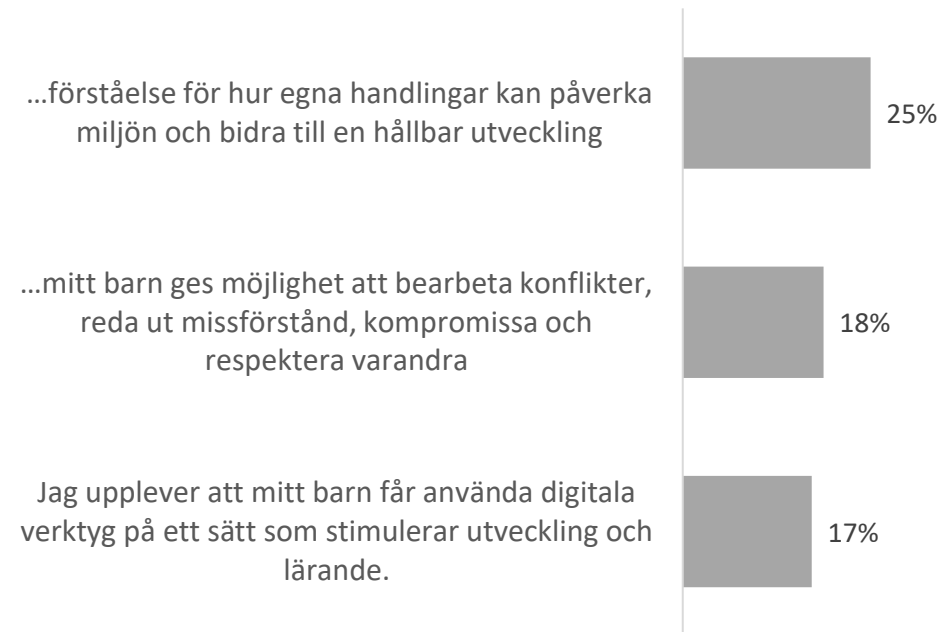 …förståelse för hur egna handlingar kan påverka
miljön och bidra till en hållbar utveckling
25%
…mitt barn ges möjlighet att bearbeta konflikter,
reda ut missförstånd, kompromissa och
respektera varandra
18%
Jag upplever att mitt barn får använda digitala
verktyg på ett sätt som stimulerar utveckling och
lärande.
17%